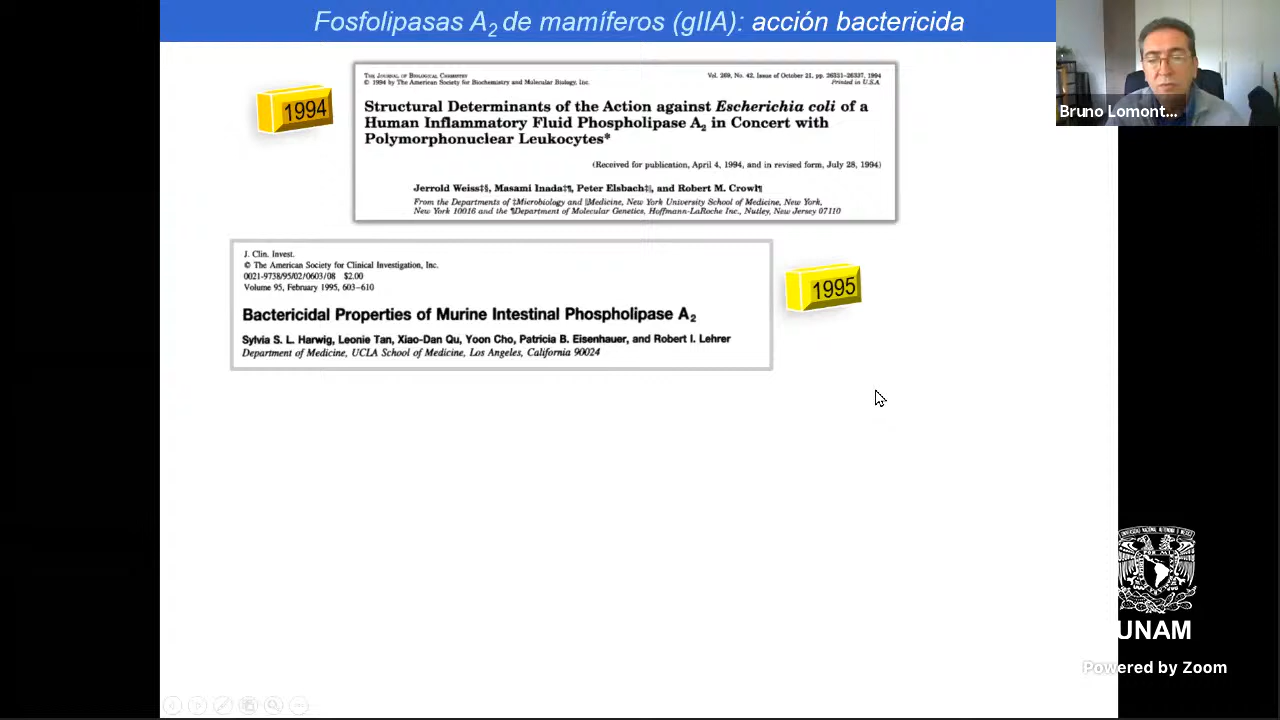 Fosfolipasas A2 de mamíferos (gIIA): acción bactericida
1994
THE JOURNAL OF BIOLOGICAL CHEMISTRY
© 1994 by The American Society for Biochemistry and Molecular Biology, Inc.
Vol. 269, No. 42, Issue of October 21, pp. 26331-26337, 1994
Printed in U.S.A.
Structural Determinants of the Action against Escherichia coli of a
Human Inflammatory Fluid Phospholipase A2 in Concert with
Polymorphonuclear Leukocytes*
(Received for publication, April 4, 1994, and in revised form, July 28, 1994)
Jerrold Weiss‡§, Masami Inada‡¶, Peter Elsbach‡‖, and Robert M. Crowl¶
From the Departments of ‡Microbiology and ‖Medicine, New York University School of Medicine, New York,
New York 10016 and the ¶Department of Molecular Genetics, Hoffmann-LaRoche Inc., Nutley, New Jersey 07110
J. Clin. Invest.
© The American Society for Clinical Investigation, Inc.
0021-9738/95/02/0603/08 $2.00
Volume 95, February 1995, 603–610
Bactericidal Properties of Murine Intestinal Phospholipase A2
Sylvia S. L. Harwig, Leonie Tan, Xiao-Dan Qu, Yoon Cho, Patricia B. Eisenhauer, and Robert I. Lehrer
Department of Medicine, UCLA School of Medicine, Los Angeles, California 90024
1995
Bruno Lomont...
UNAM
Powered by Zoom